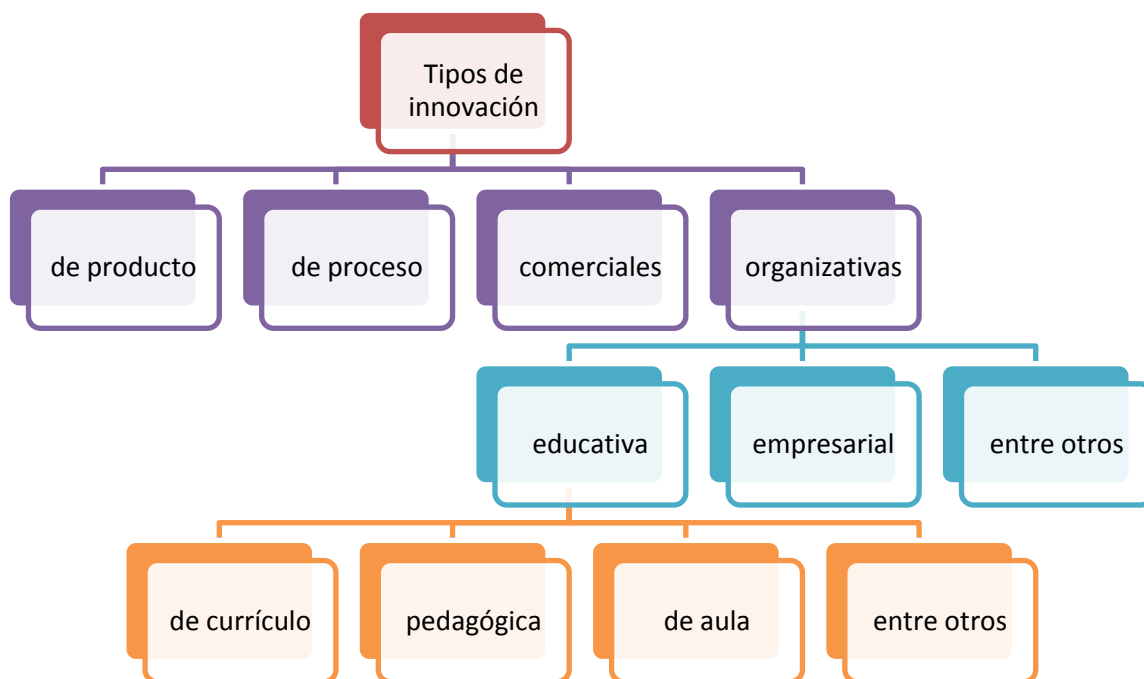 Tipos de
innovación
de producto
de proceso
comerciales
organizativas
educativa
empresarial
entre otros
de currículo
pedagógica
de aula
entre otros